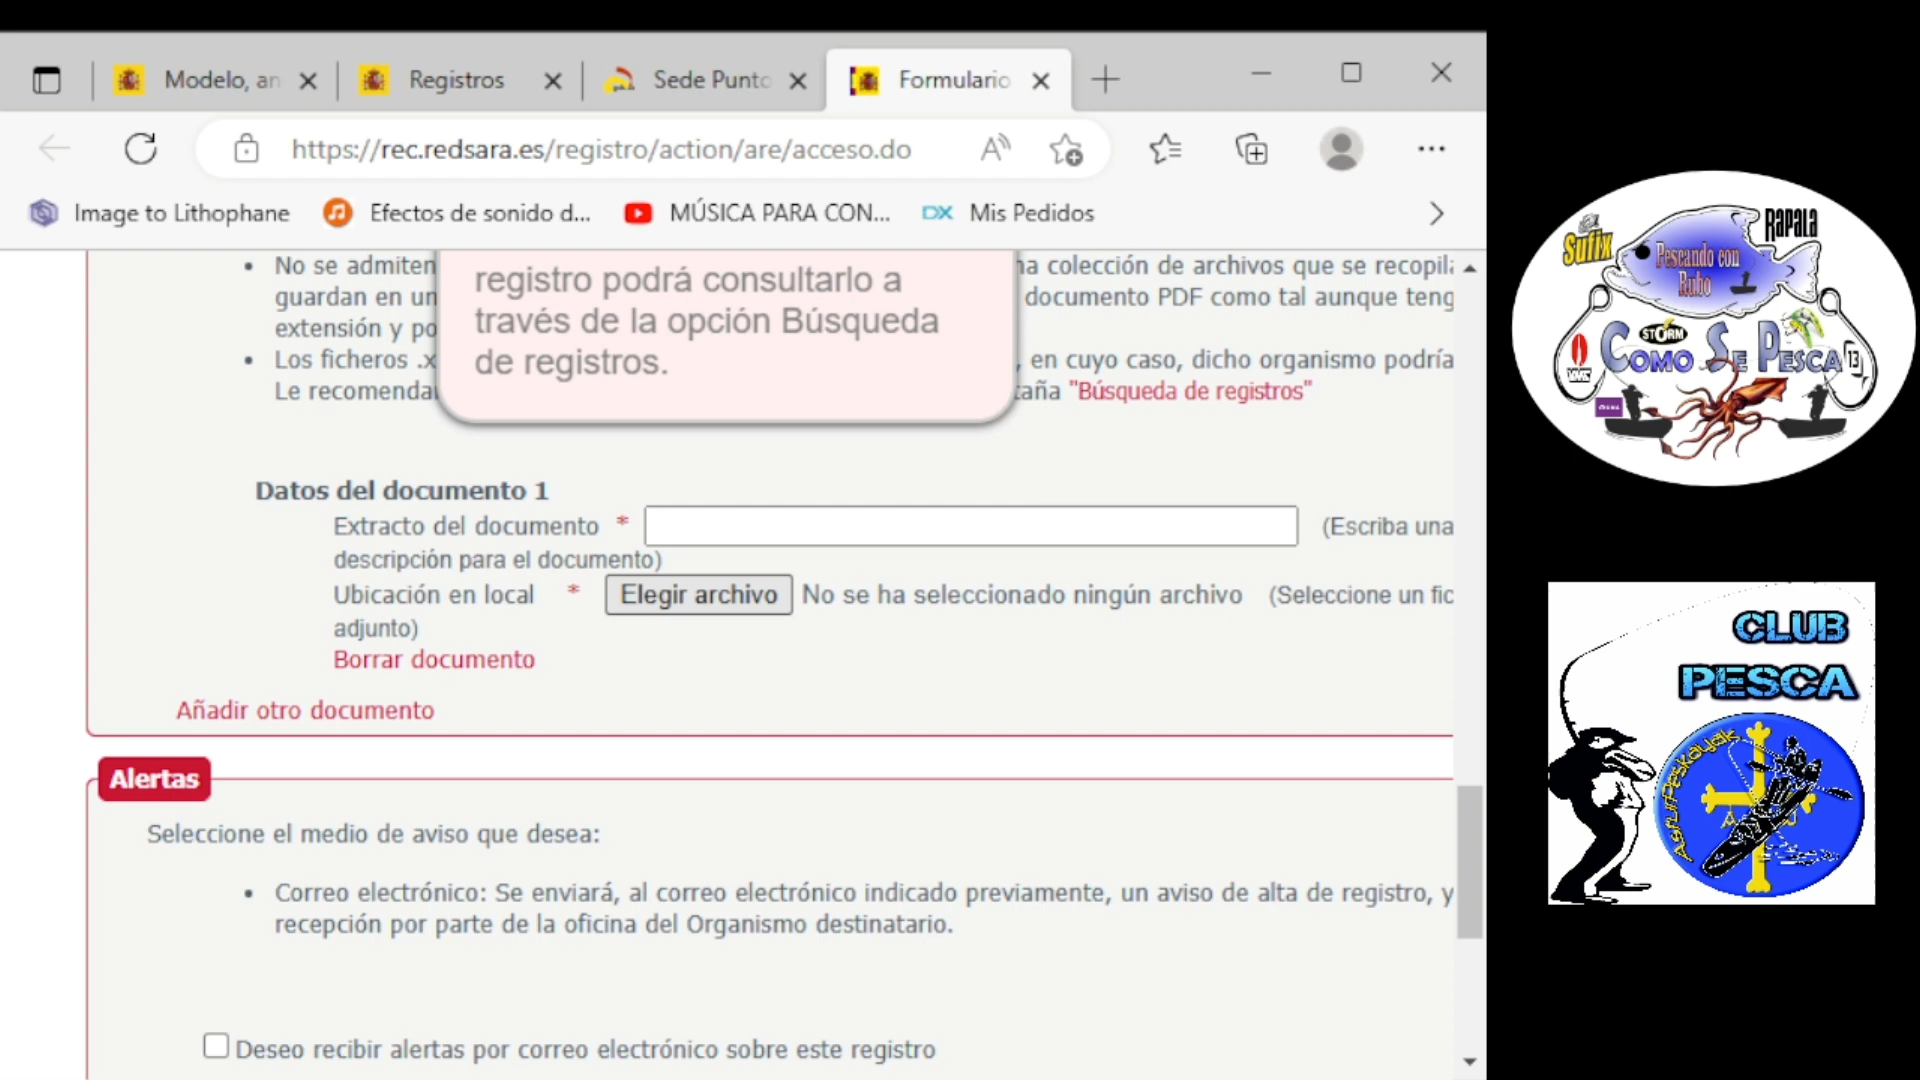 Modelo, an
Registros
Sede Punto
Formulario
https://rec.redsara.es/registro/action/are/acceso.do
Image to Lithophane
Efectos de sonido d...
MÚSICA PARA CON...
DX Mis Pedidos
No se admiten
guardan en un
extensión y po
Los ficheros .x
Le recomenda
registro podrá consultarlo a
través de la opción Búsqueda
de registros.
a colección de archivos que se recopil
documento PDF como tal aunque teng
, en cuyo caso, dicho organismo podría
taña "Búsqueda de registros"
Datos del documento 1
Extracto del documento * (Escriba una
descripción para el documento)
Ubicación en local * Elegir archivo No se ha seleccionado ningún archivo (Seleccione un fic
adjunto)
Borrar documento
Añadir otro documento
Alertas
Seleccione el medio de aviso que desea:
Correo electrónico: Se enviará, al correo electrónico indicado previamente, un aviso de alta de registro, y
recepción por parte de la oficina del Organismo destinatario.
Deseo recibir alertas por correo electrónico sobre este registro
Sufix
RAPALA
Pescando con
Rubo
STORM
COMO SE PESCA
VMC
13
CLUB
PESCA
AsturPeskayak